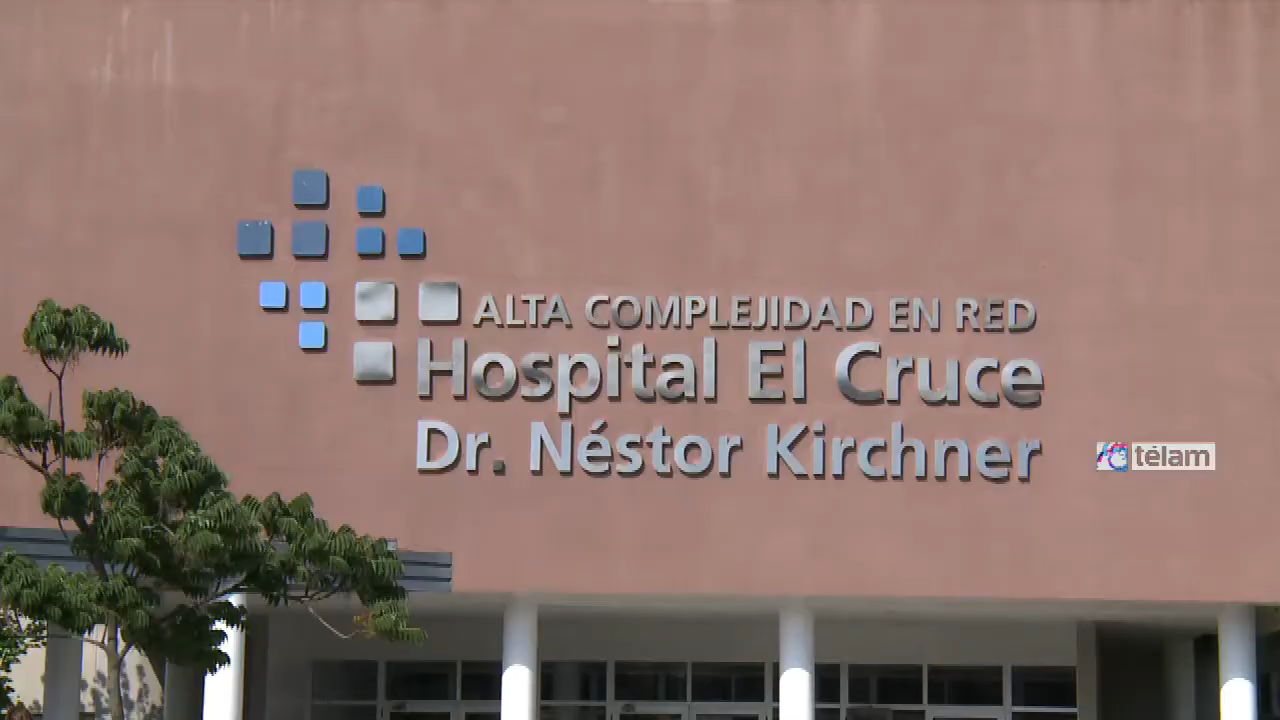 ALTA COMPLEJIDAD EN RED
Hospital El Cruce
Dr. Néstor Kirchner
télam